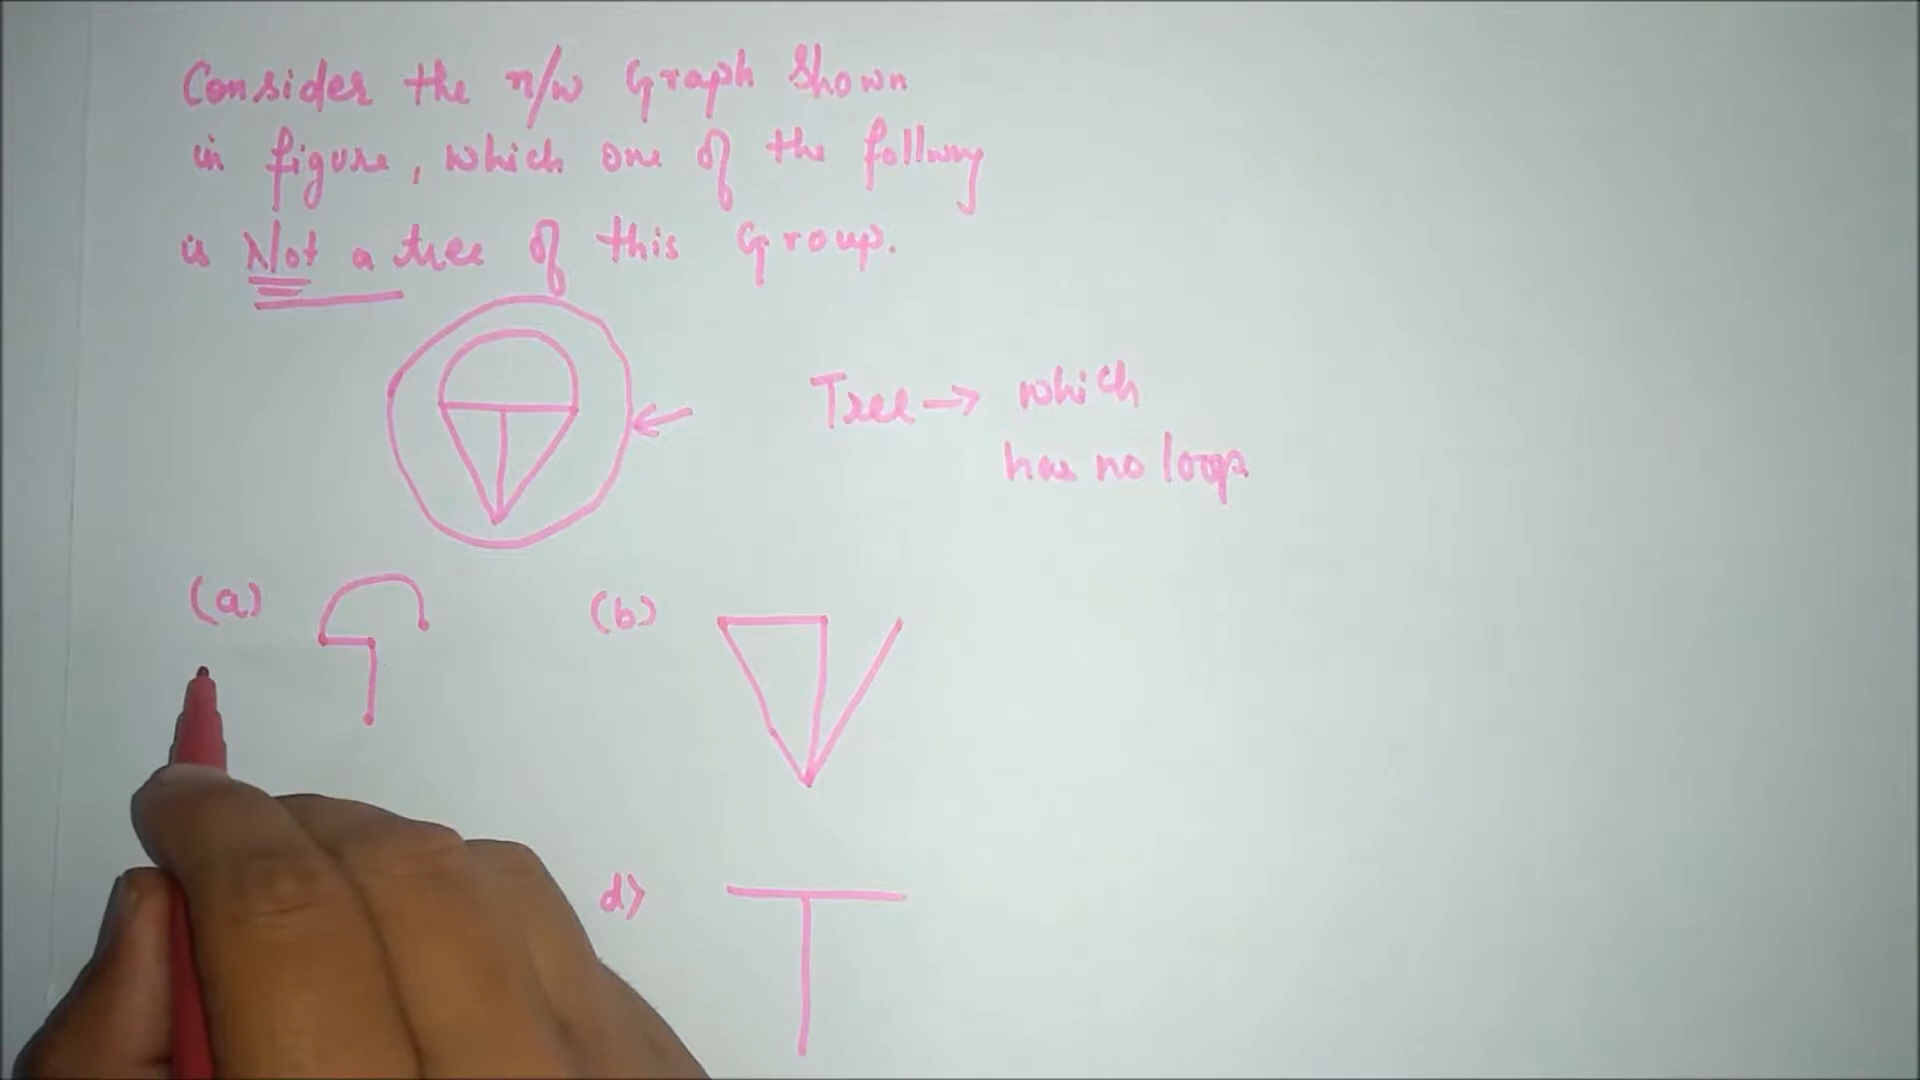 Consider the n/w Graph Shown
in figure, which one of the follwng
is Not a tree of this Group.
Tree → which
has no loops
(a)
(b)
d)